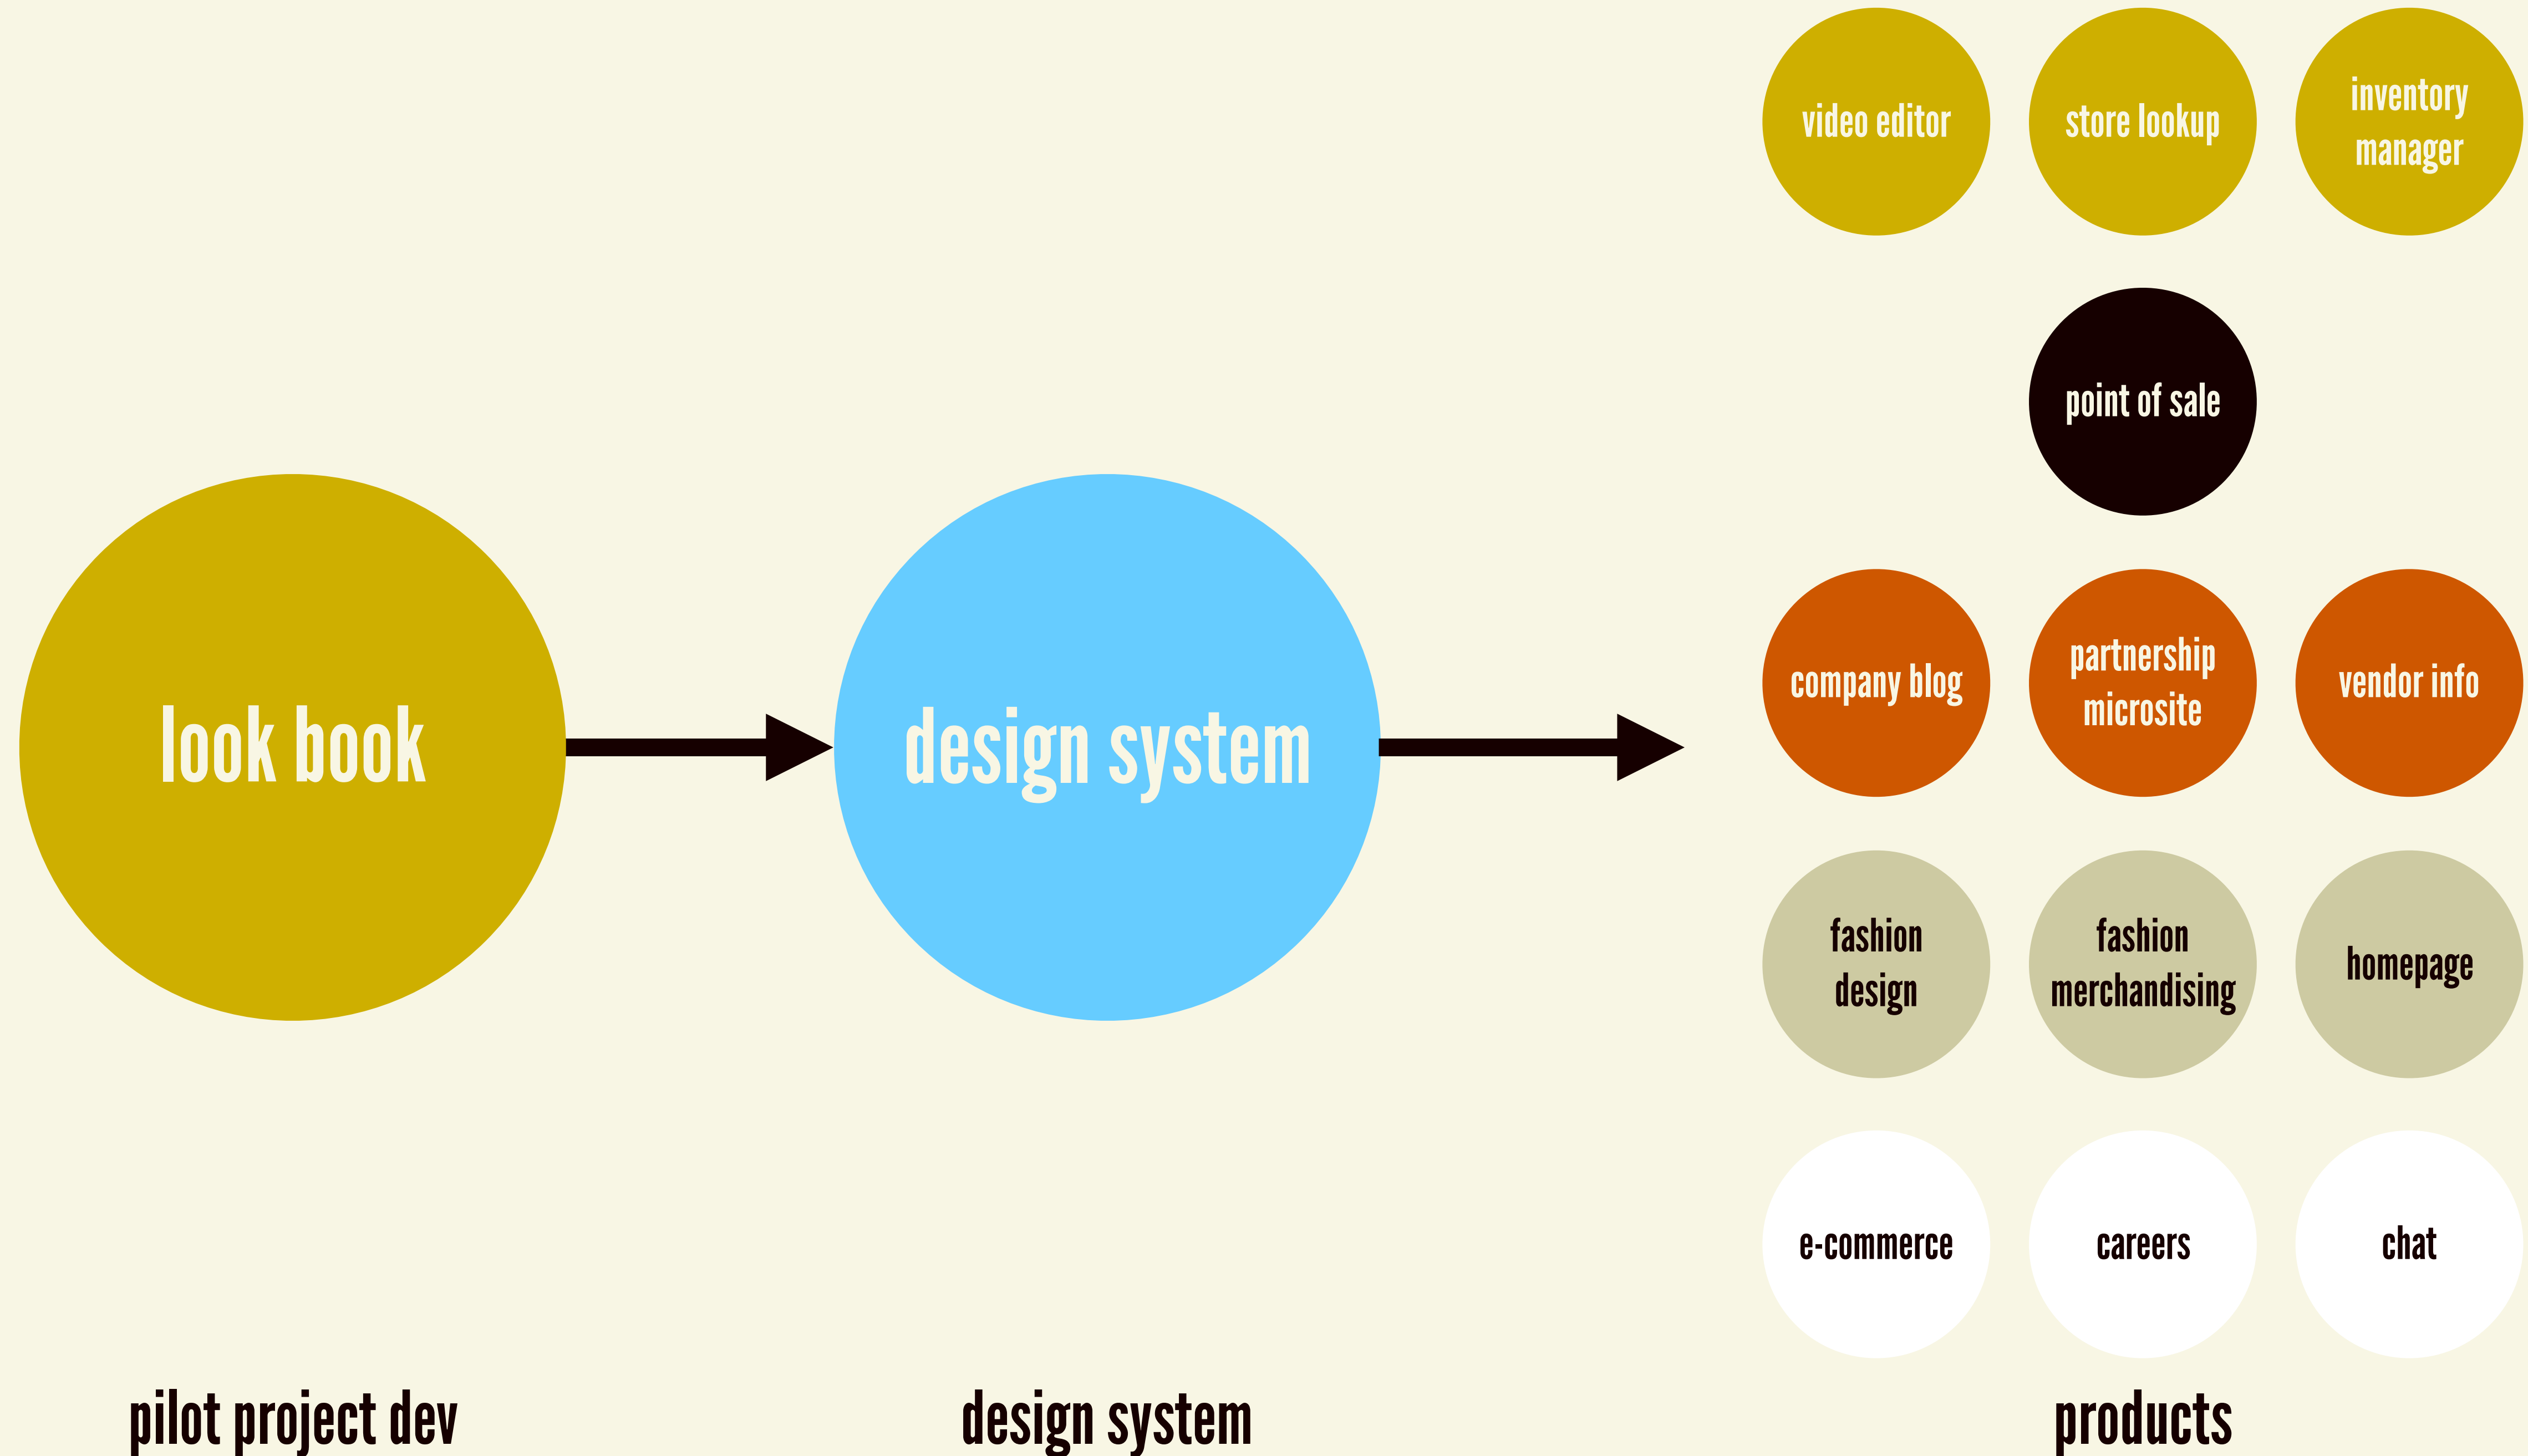 look book
design system
video editor
store lookup
inventory
manager
point of sale
company blog
partnership
microsite
vendor info
fashion
design
fashion
merchandising
homepage
e-commerce
careers
chat
pilot project dev
design system
products